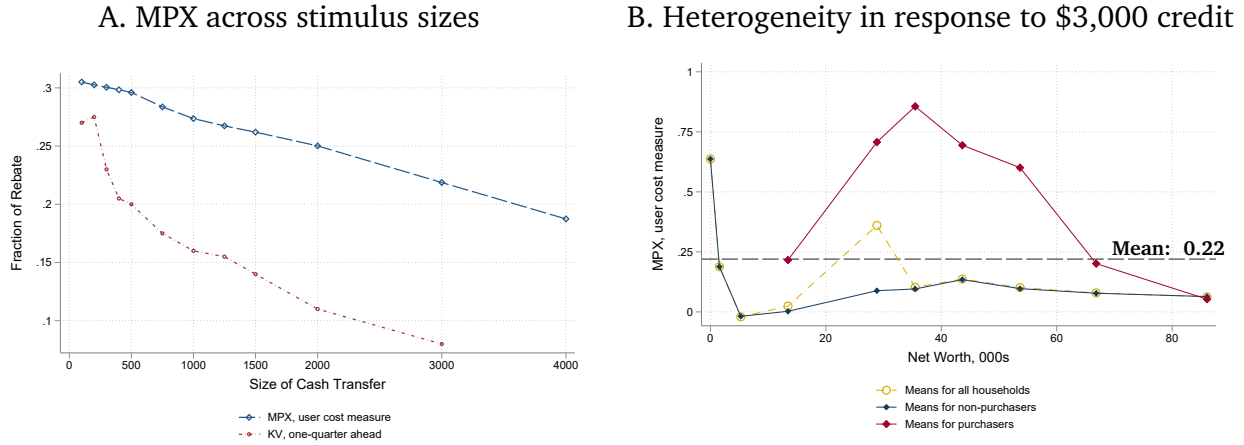 A. MPX across stimulus sizes
Fraction of Rebate
.3
.25
.2
.15
.1
0
500
1000
1500
2000
3000
4000
Size of Cash Transfer
MPX, user cost measure
KV, one-quarter ahead
B. Heterogeneity in response to $3,000 credit
MPX, user cost measure
1
.75
.5
.25
0
Mean: 0.22
0
20
40
60
80
Net Worth, 000s
Means for all households
Means for non-purchasers
Means for purchasers